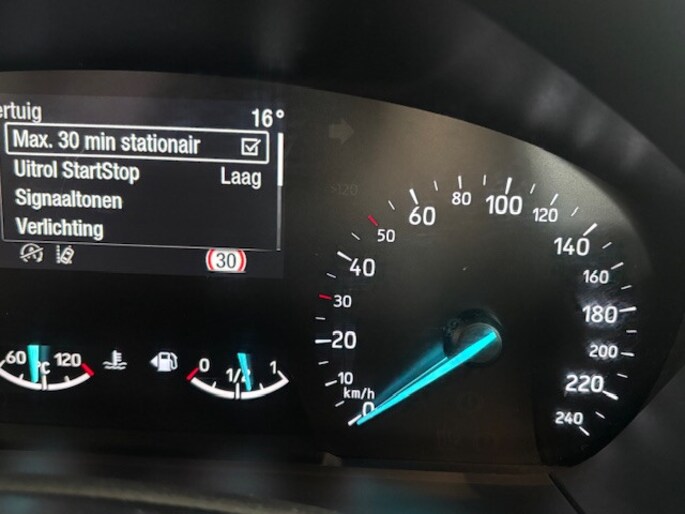 ertuig 16°
Max. 30 min stationair
Uitrol StartStop Laag
Signaaltonen
Verlichting
30
60 °C 120
0 1/2 1
km/h
0
10
20
30
40
50
60
80
100
120
140
160
180
200
220
240